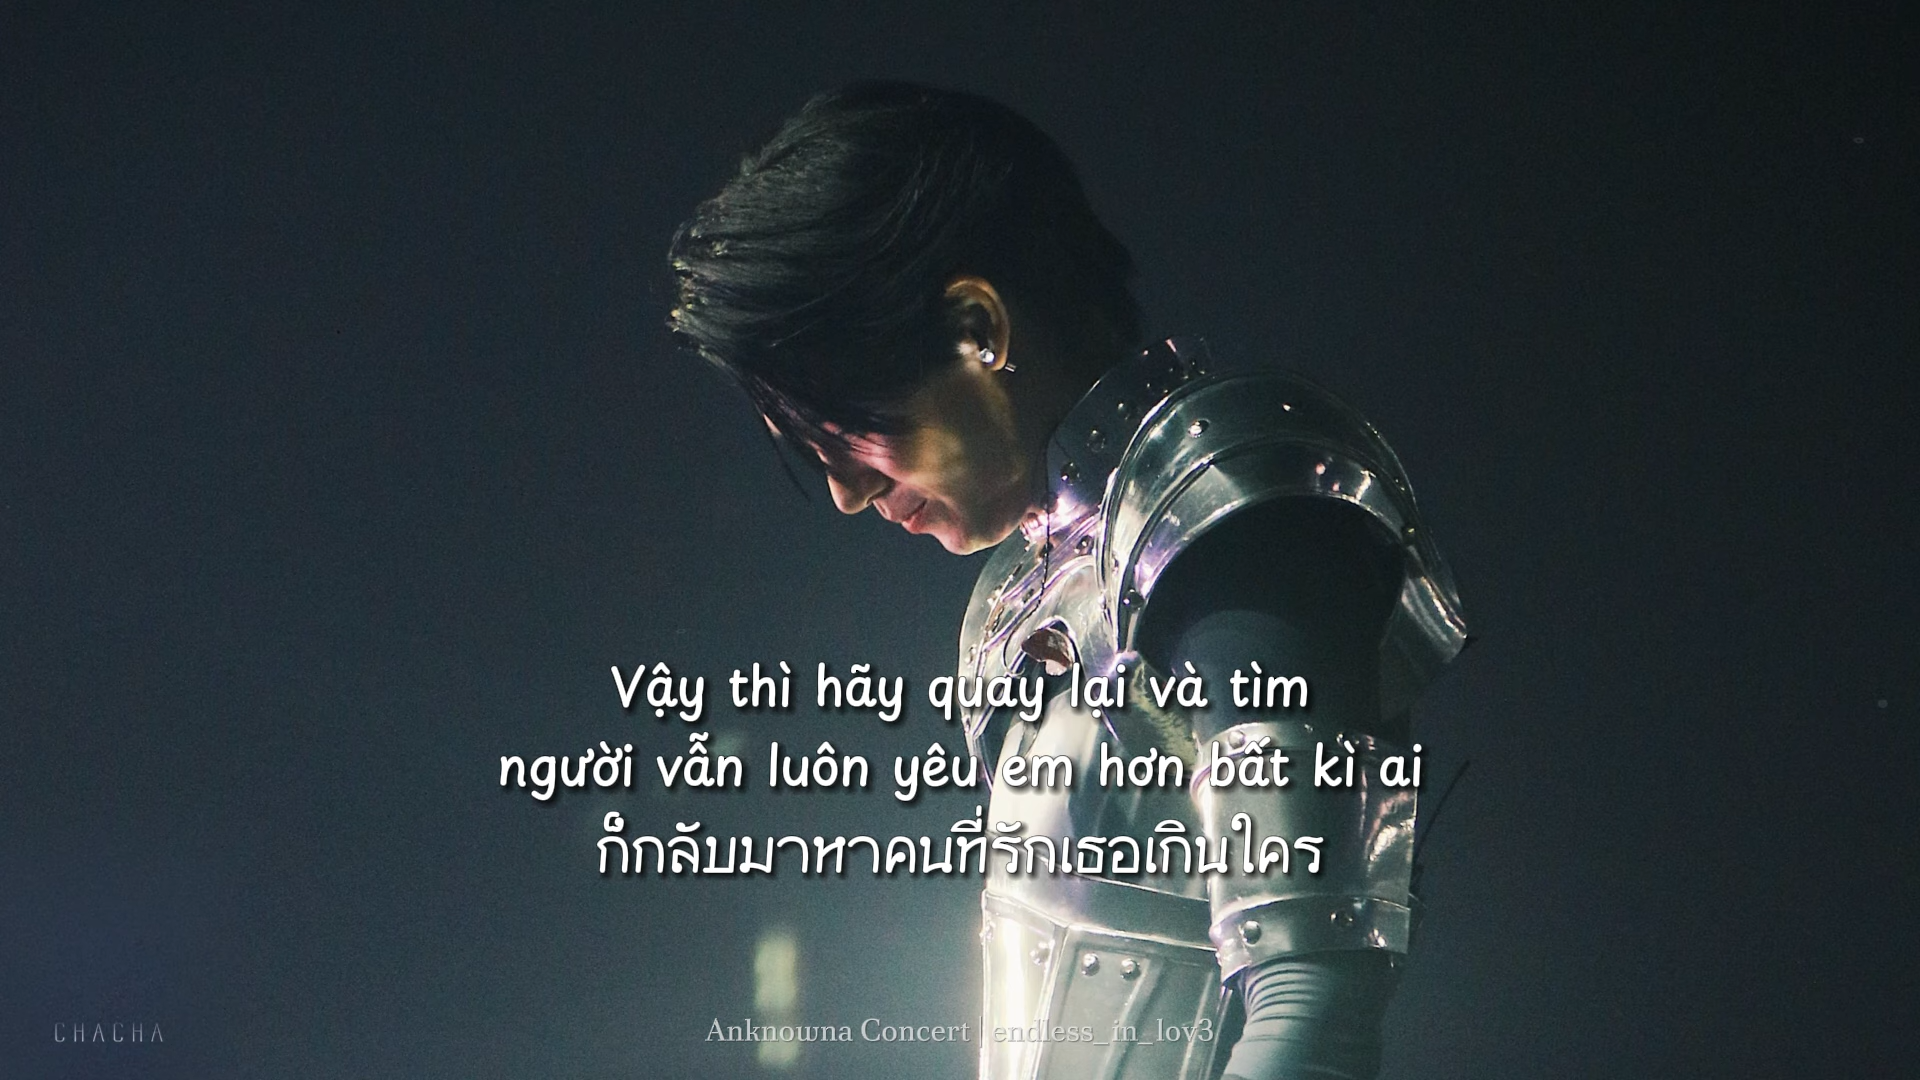 Vậy thì hãy quay lại và tìm
người vẫn luôn yêu em hơn bất kì ai
ก็กลับมาหาคนที่รักเธอเกินใคร
Anknowna Concert | endless_in_lov3
CHACHA